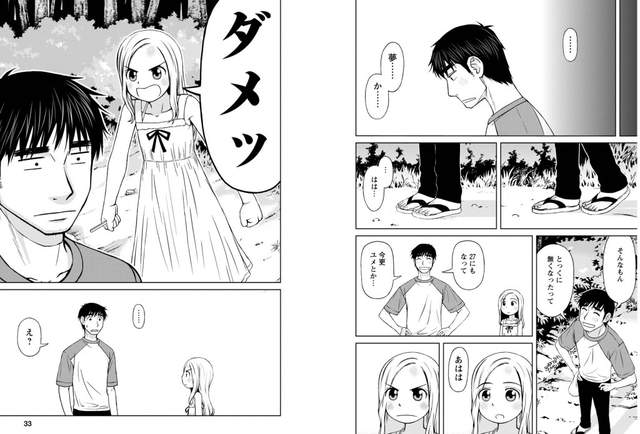 ……
夢……
か……
…
はは…
そんなもん
とっくに
無くなったって
27にも
なって
今更
ユメとか…
あはは
ダメッ
……
え?
33